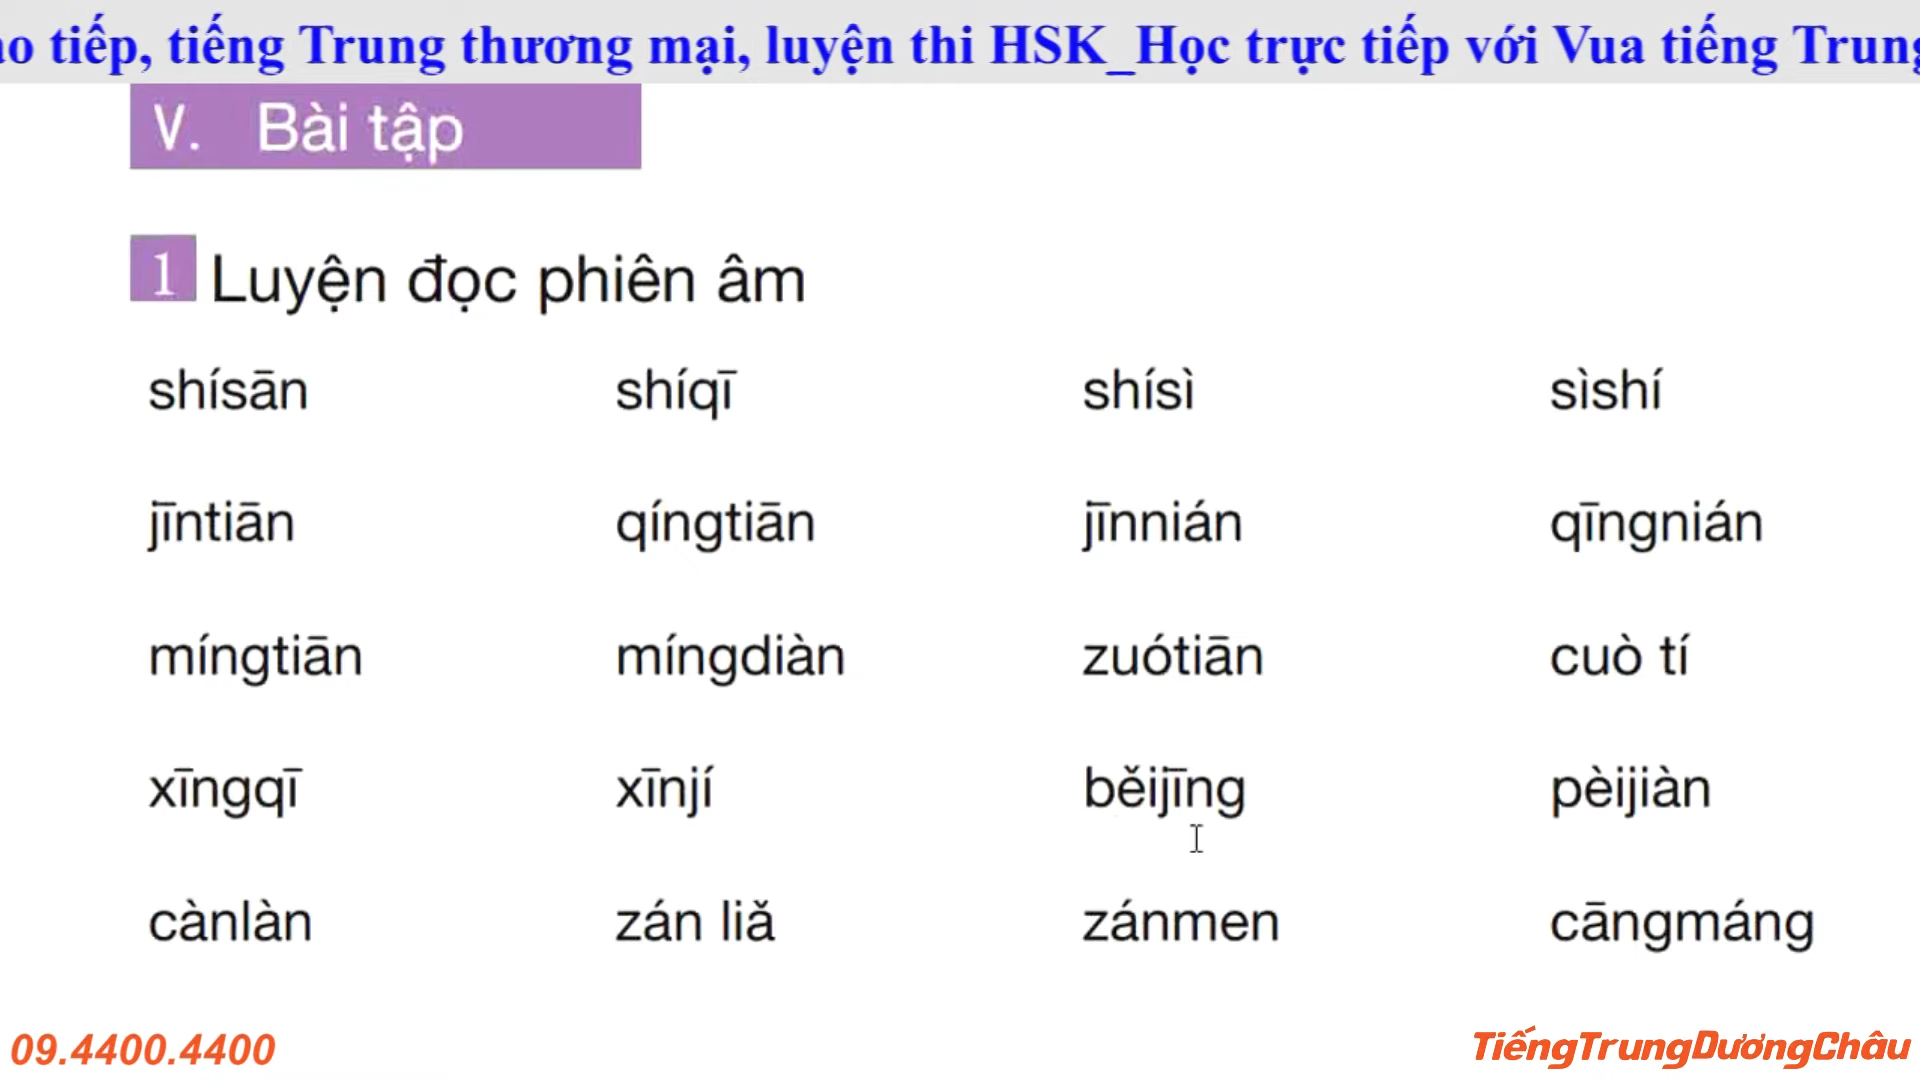 ao tiếp, tiếng Trung thương mại, luyện thi HSK_Học trực tiếp với Vua tiếng Trung
V. Bài tập
1 Luyện đọc phiên âm
shísān shíqī shísì sìshí
jīntiān qíngtiān jīnnián qīngnián
míngtiān míngdiàn zuótiān cuò tí
xīngqī xīnjí běijīng pèijiàn
cànlàn zán liǎ zánmen cāngmáng
09.4400.4400 TiếngTrungDươngChâu